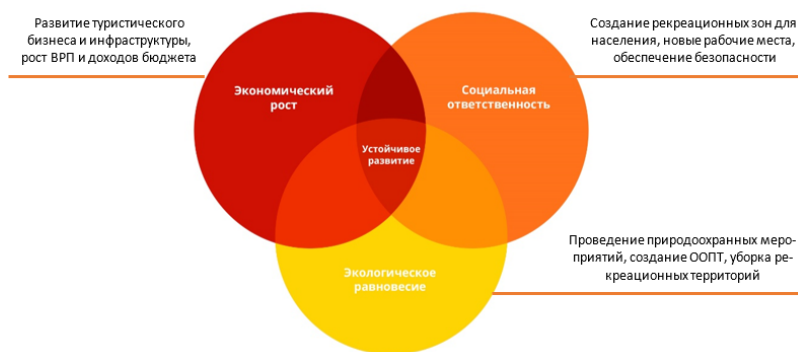 Развитие туристического
бизнеса и инфраструктуры,
рост ВРП и доходов бюджета
Создание рекреационных зон для
населения, новые рабочие места,
обеспечение безопасности
Экономический
рост
Социальная
ответственность
Устойчивое
развитие
Проведение природоохранных меро-
приятий, создание ООПТ, уборка ре-
креационных территорий
Экологическое
равновесие